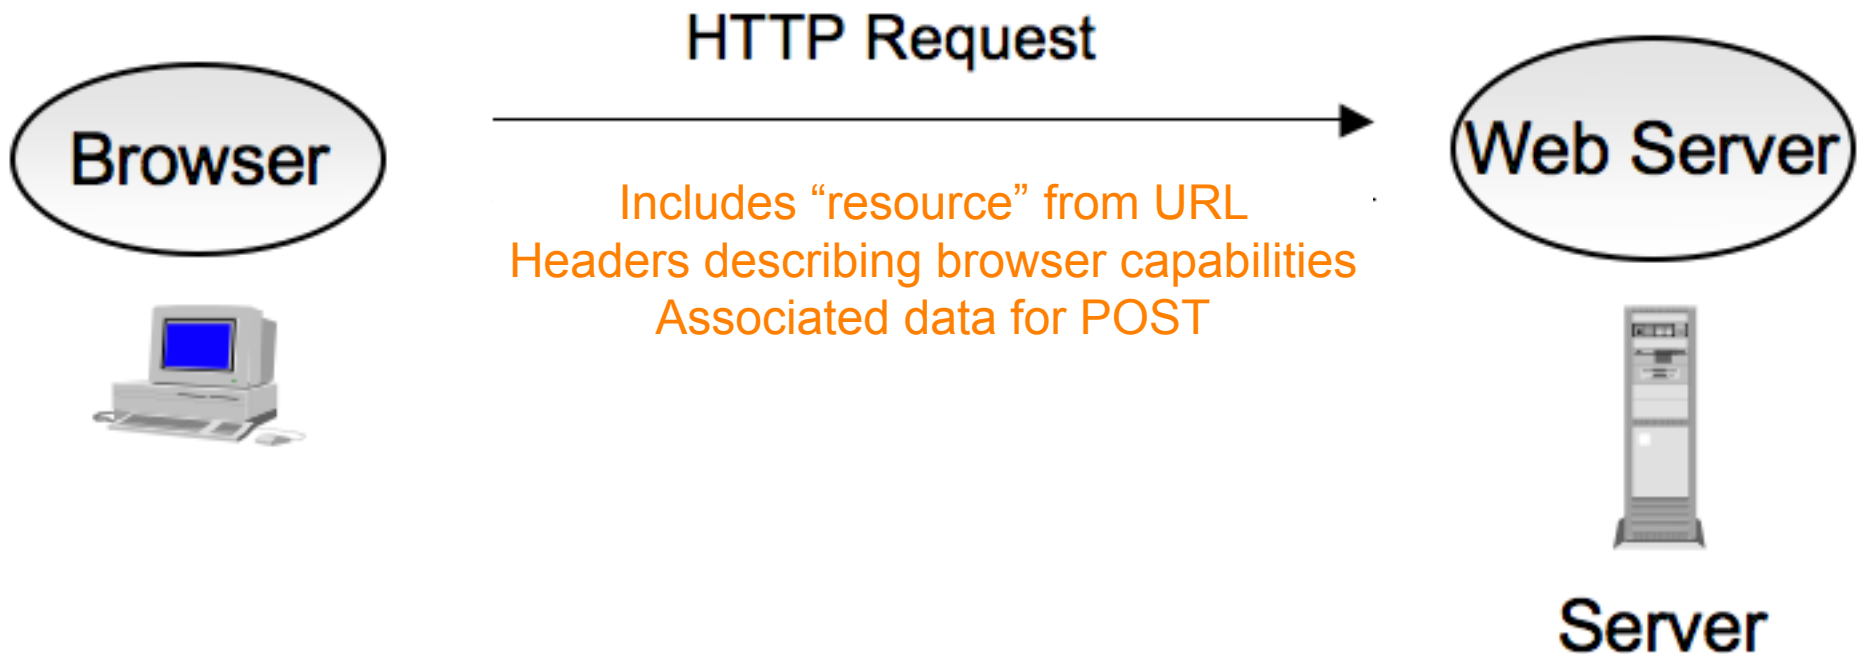 HTTP Request
Browser
Web Server
Includes “resource” from URL
Headers describing browser capabilities
Associated data for POST
Server